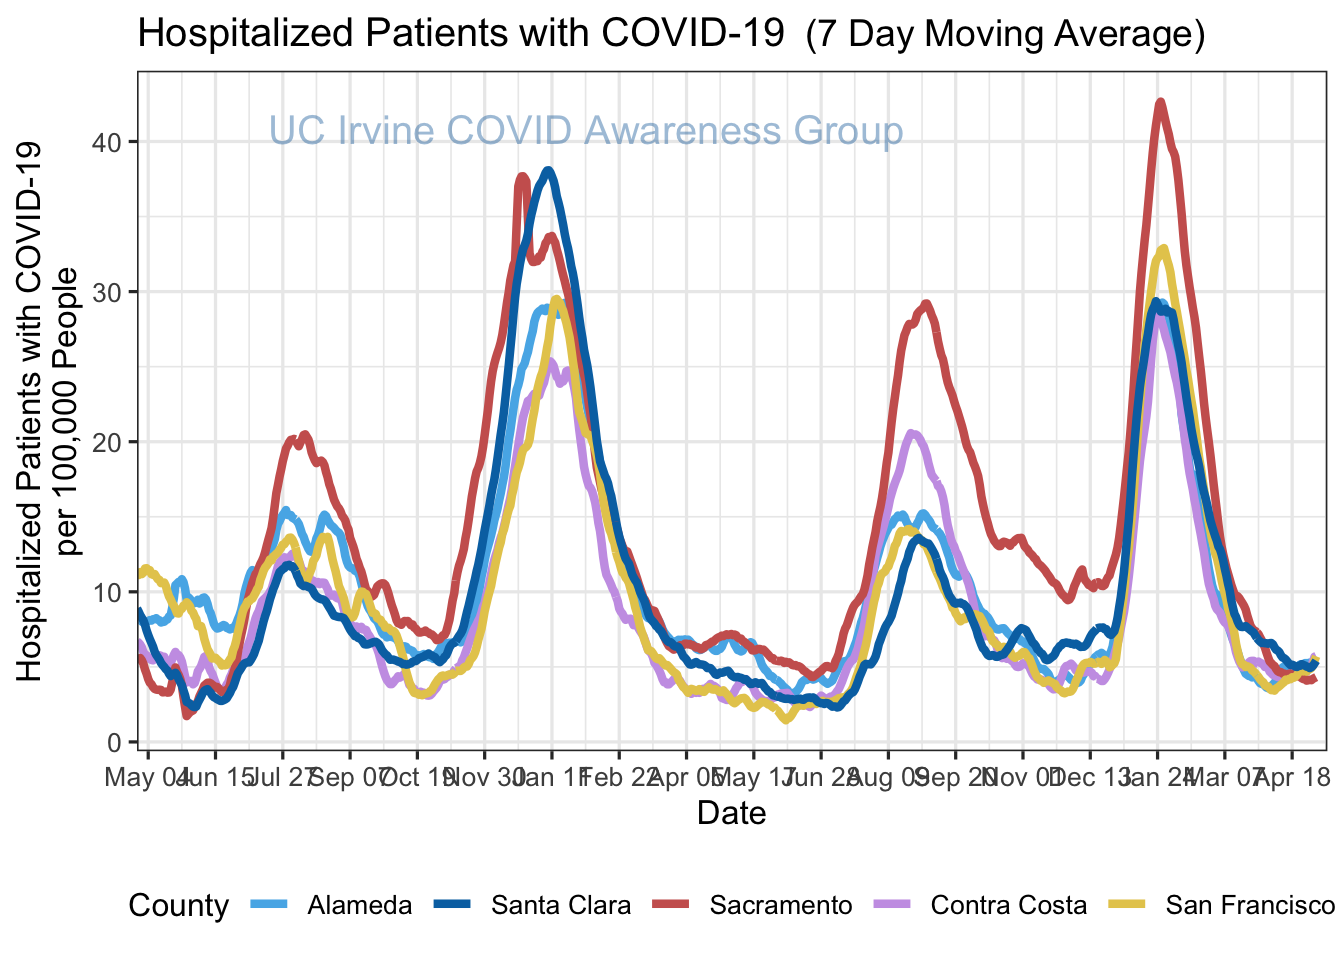 Hospitalized Patients with COVID-19  (7 Day Moving Average)
UC Irvine COVID Awareness Group
Hospitalized Patients with COVID-19
per 100,000 People
40
30
20
10
0
May 04 Jun 15 Jul 27 Sep 07 Oct 19 Nov 30 Jan 11 Feb 22 Apr 05 May 17 Jun 28 Aug 09 Sep 20 Nov 01 Dec 13 Jan 24 Mar 07 Apr 18
Date
County Alameda Santa Clara Sacramento Contra Costa San Francisco